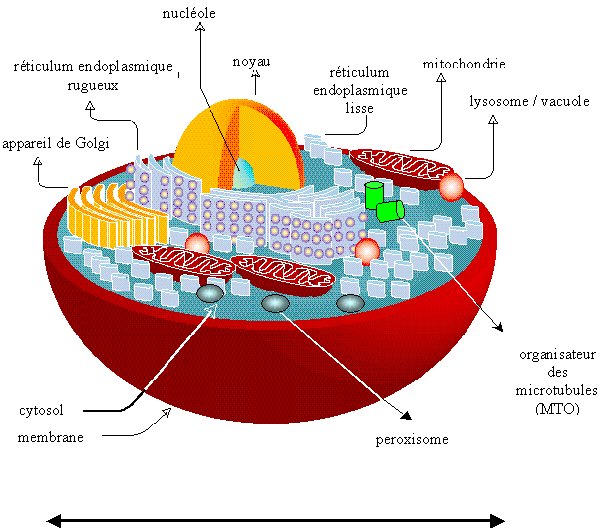 nucléole
réticulum endoplasmique
rugueux
noyau
réticulum
endoplasmique
lisse
mitochondrie
lysosome / vacuole
appareil de Golgi
organisateur
des
microtubules
(MTO)
cytosol
membrane
peroxisome